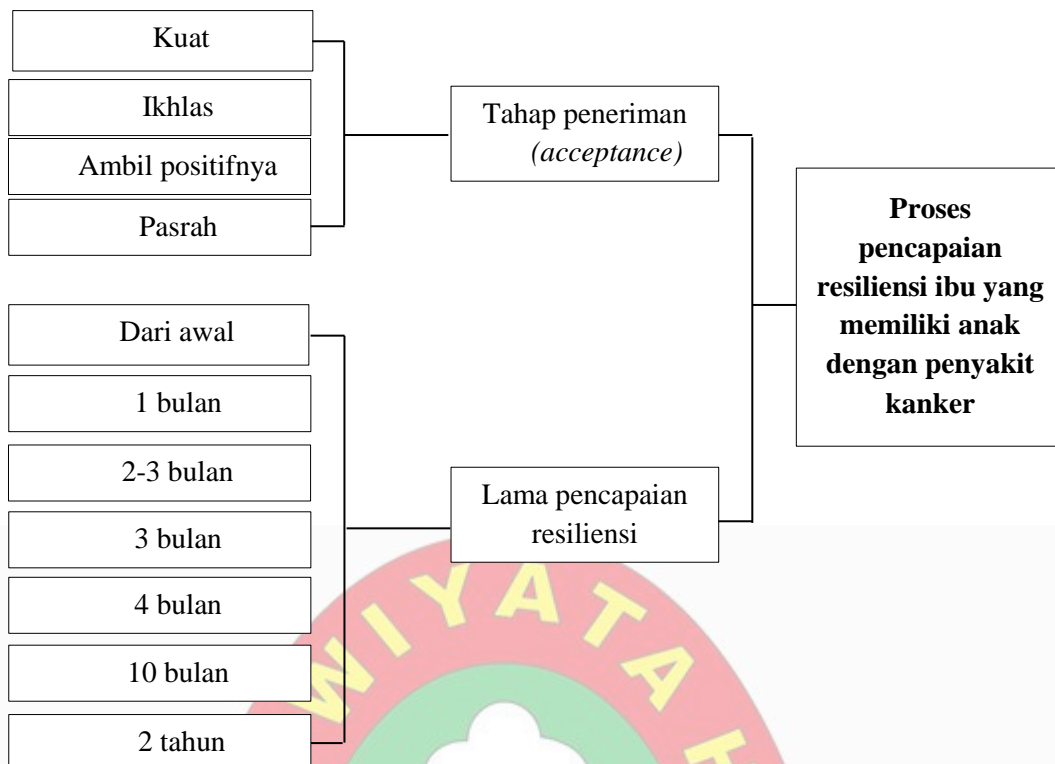 Kuat
Ikhlas
Ambil positifnya
Pasrah
Tahap peneriman
(acceptance)
Dari awal
1 bulan
2-3 bulan
3 bulan
4 bulan
10 bulan
2 tahun
Lama pencapaian
resiliensi
Proses
pencapaian
resiliensi ibu yang
memiliki anak
dengan penyakit
kanker
WIYATA